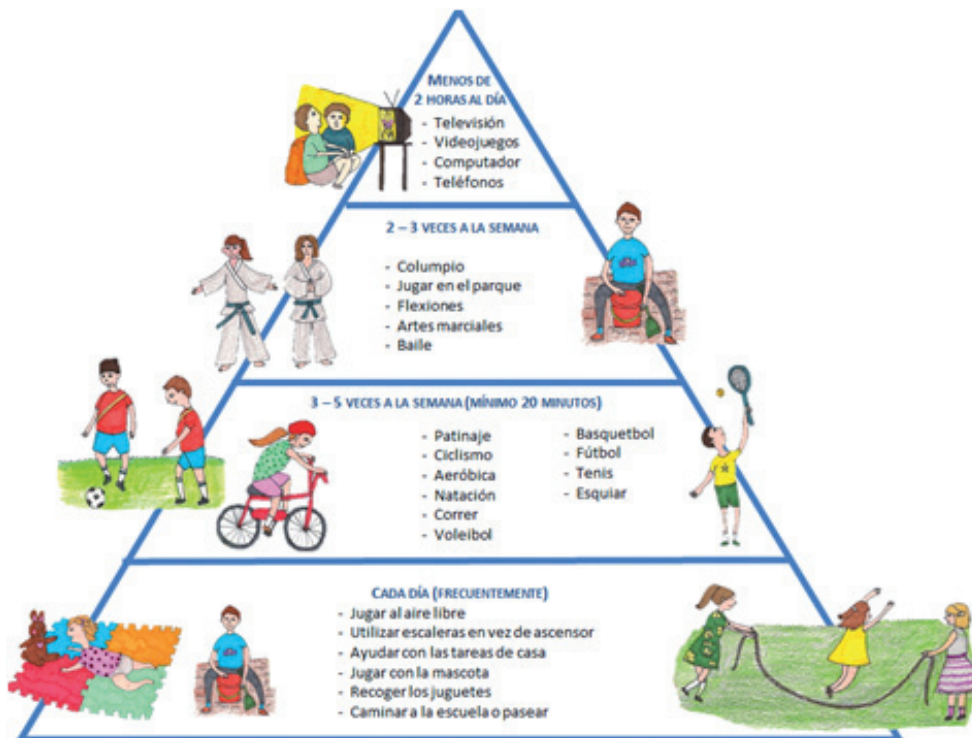 MENOS DE
2 HORAS AL DÍA
- Televisión
- Videojuegos
- Computador
- Teléfonos
2 – 3 VECES A LA SEMANA
- Columpio
- Jugar en el parque
- Flexiones
- Artes marciales
- Baile
3 – 5 VECES A LA SEMANA (MÍNIMO 20 MINUTOS)
- Patinaje
- Ciclismo
- Aeróbica
- Natación
- Correr
- Voleibol
- Basquetbol
- Fútbol
- Tenis
- Esquiar
CADA DÍA (FRECUENTEMENTE)
- Jugar al aire libre
- Utilizar escaleras en vez de ascensor
- Ayudar con las tareas de casa
- Jugar con la mascota
- Recoger los juguetes
- Caminar a la escuela o pasear